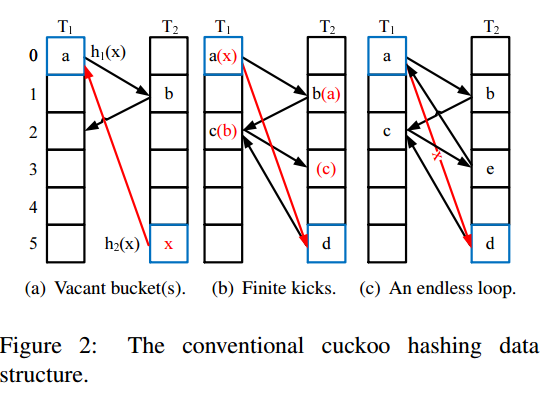 T₁ T₂ T₁ T₂ T₁ T₂
0 a h₁(x) a(x) a
1 b b(a) b
2 c(b) c
3 (c) e
4
5 h₂(x) x d d
(a) Vacant bucket(s). (b) Finite kicks. (c) An endless loop.
Figure 2: The conventional cuckoo hashing data
structure.